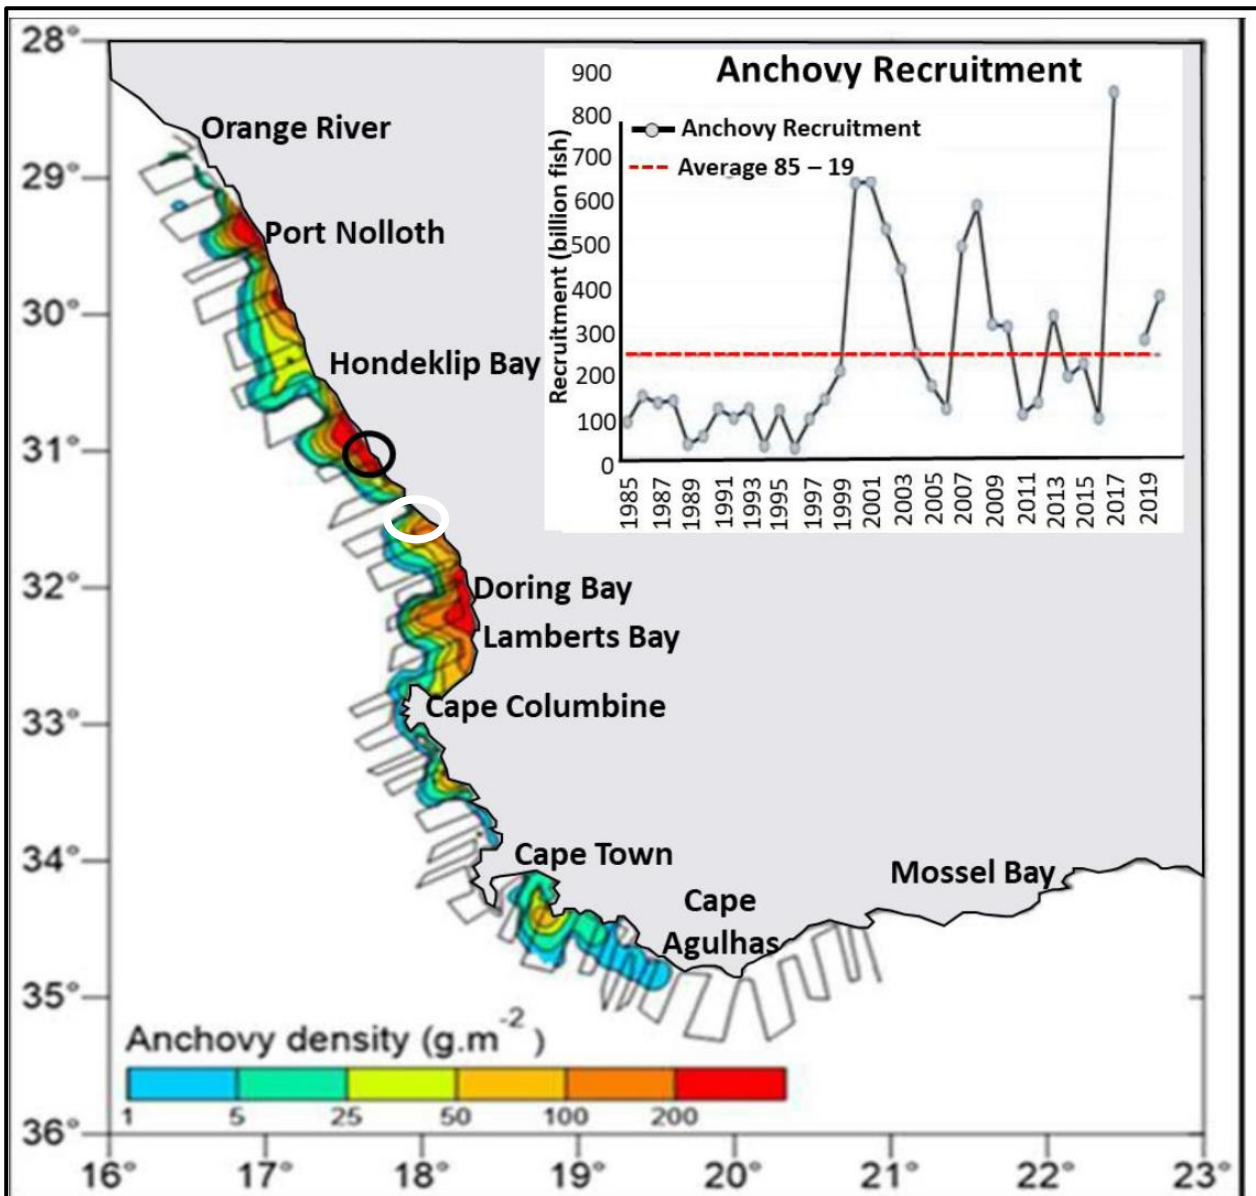 28°
29°
30°
31°
32°
33°
34°
35°
36°
16°
17°
18°
19°
20°
21°
22°
23°
Orange River
Port Nolloth
Hondeklip Bay
Doring Bay
Lamberts Bay
Cape Columbine
Cape Town
Cape
Agulhas
Mossel Bay
Anchovy density (g.m-2)
1 5 25 50 100 200
Anchovy Recruitment
Anchovy Recruitment
Average 85 – 19
Recruitment (billion fish)
900
800
700
600
500
400
300
200
100
0
1985
1987
1989
1991
1993
1995
1997
1999
2001
2003
2005
2007
2009
2011
2013
2015
2017
2019